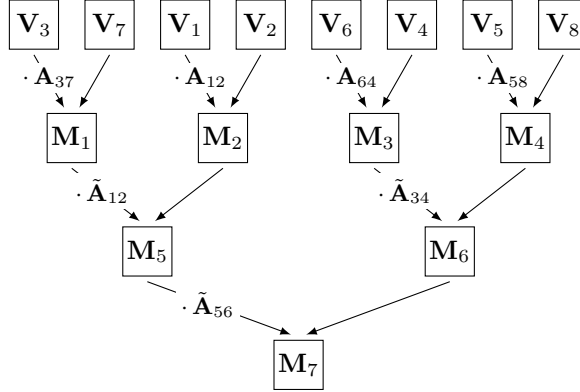 V₃ V₇ V₁ V₂ V₆ V₄ V₅ V₈
· A₃₇ · A₁₂ · A₆₄ · A₅₈
M₁ M₂ M₃ M₄
· Ã₁₂ · Ã₃₄
M₅ M₆
· Ã₅₆
M₇